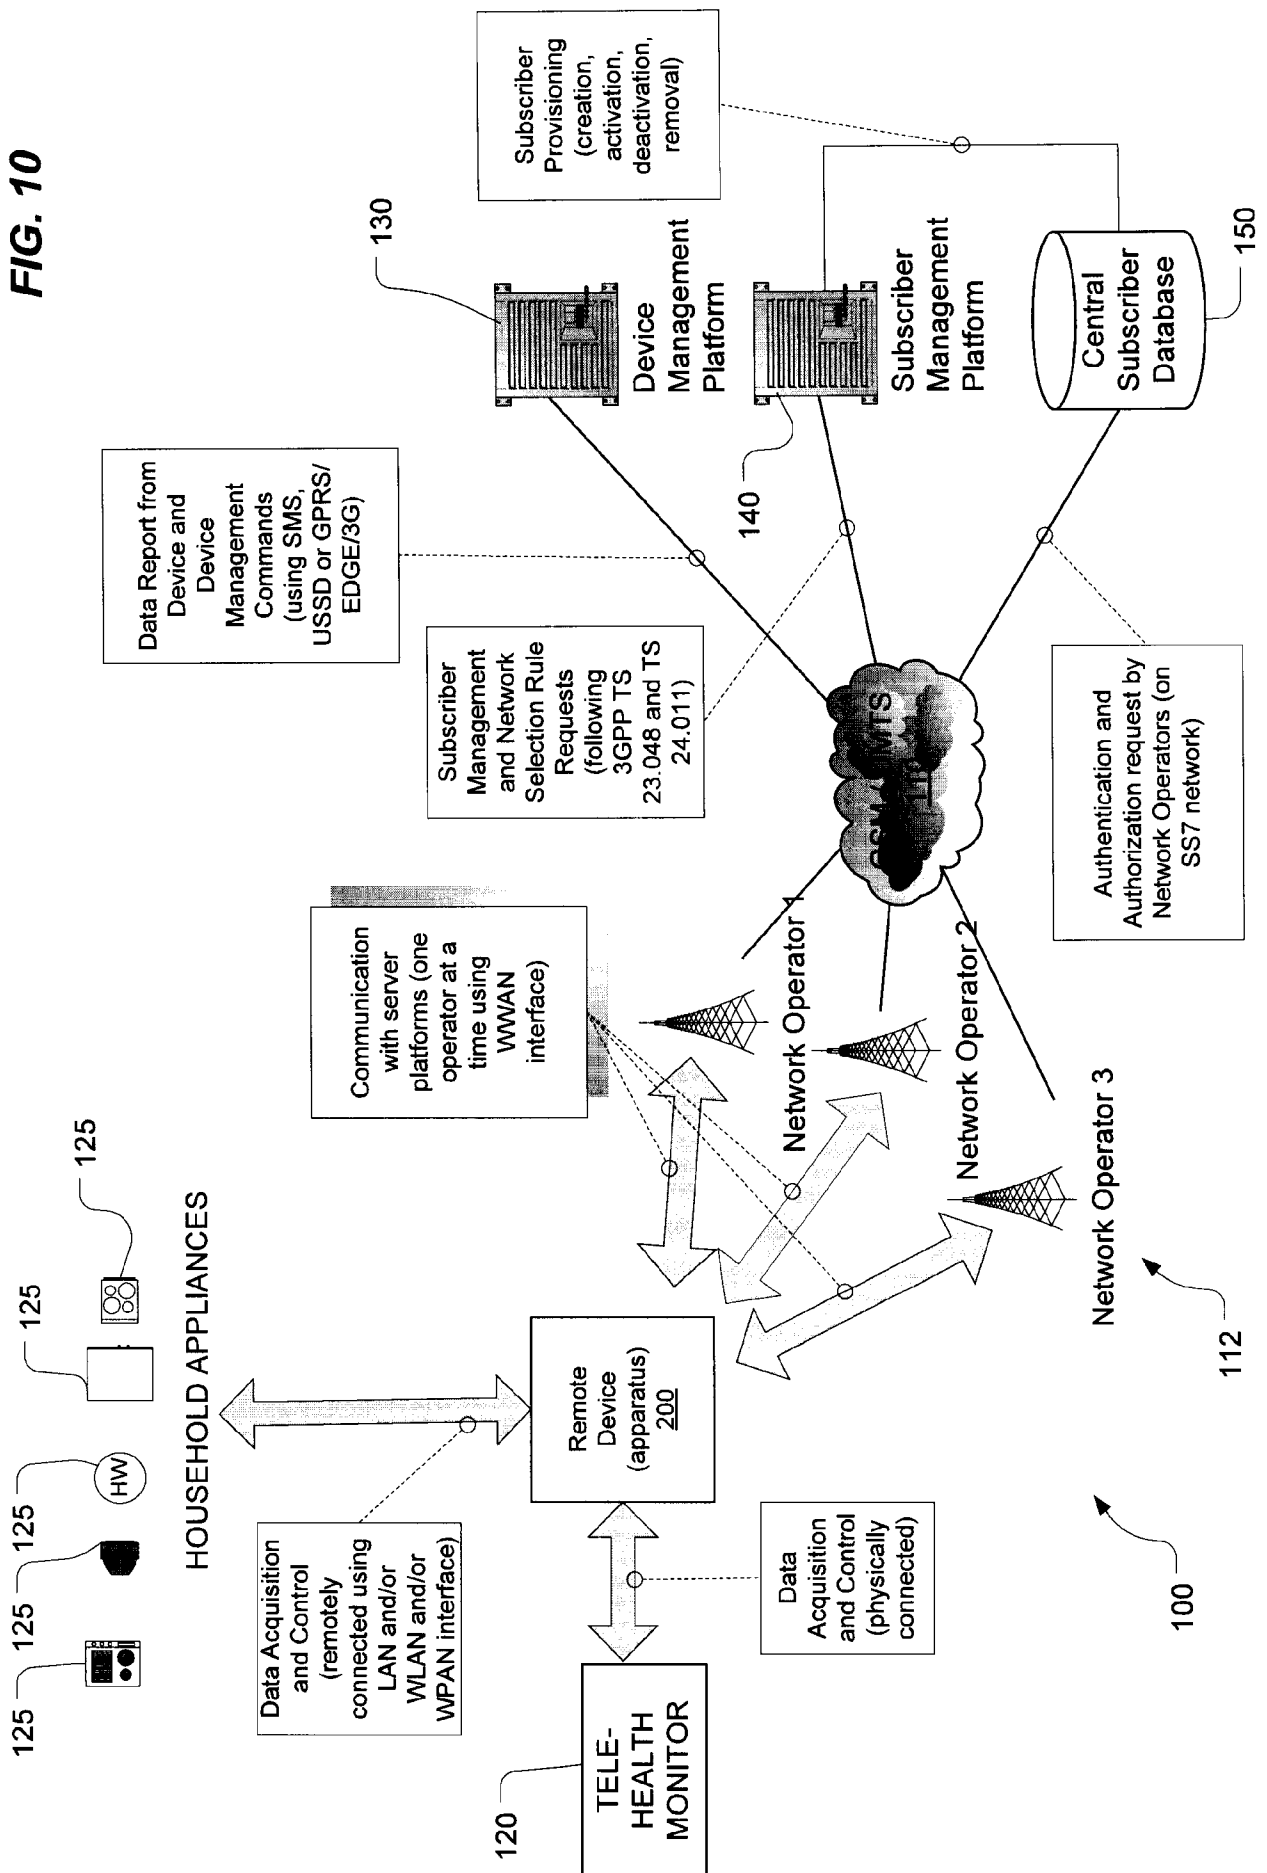 FIG. 10
125
125
125
125
125
HOUSEHOLD APPLIANCES
HW
Data Acquisition
and Control
(remotely
connected using
LAN and/or
WLAN and/or
WPAN interface)
Communication
with server
platforms (one
operator at a
time using
WWAN
interface)
Data Report from
Device and
Device
Management
Commands
(using SMS,
USSD or GPRS/
EDGE/3G)
Subscriber
Management
and Network
Selection Rule
Requests
(following
3GPP TS
23.048 and TS
24.011)
Subscriber
Provisioning
(creation,
activation,
deactivation,
removal)
130
Device
Management
Platform
140
Subscriber
Management
Platform
Central
Subscriber
Database
150
120
TELE-
HEALTH
MONITOR
Remote
Device
(apparatus)
200
Data
Acquisition
and Control
(physically
connected)
Network Operator 1
Network Operator 2
Network Operator 3
Authentication and
Authorization request by
Network Operators (on
SS7 network)
100
112